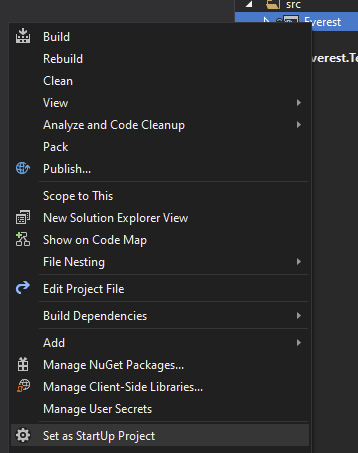 src
Everest
Build
Rebuild
Clean
View
Analyze and Code Cleanup
Pack
Publish...
Scope to This
New Solution Explorer View
Show on Code Map
File Nesting
Edit Project File
Build Dependencies
Add
Manage NuGet Packages...
Manage Client-Side Libraries...
Manage User Secrets
Set as StartUp Project